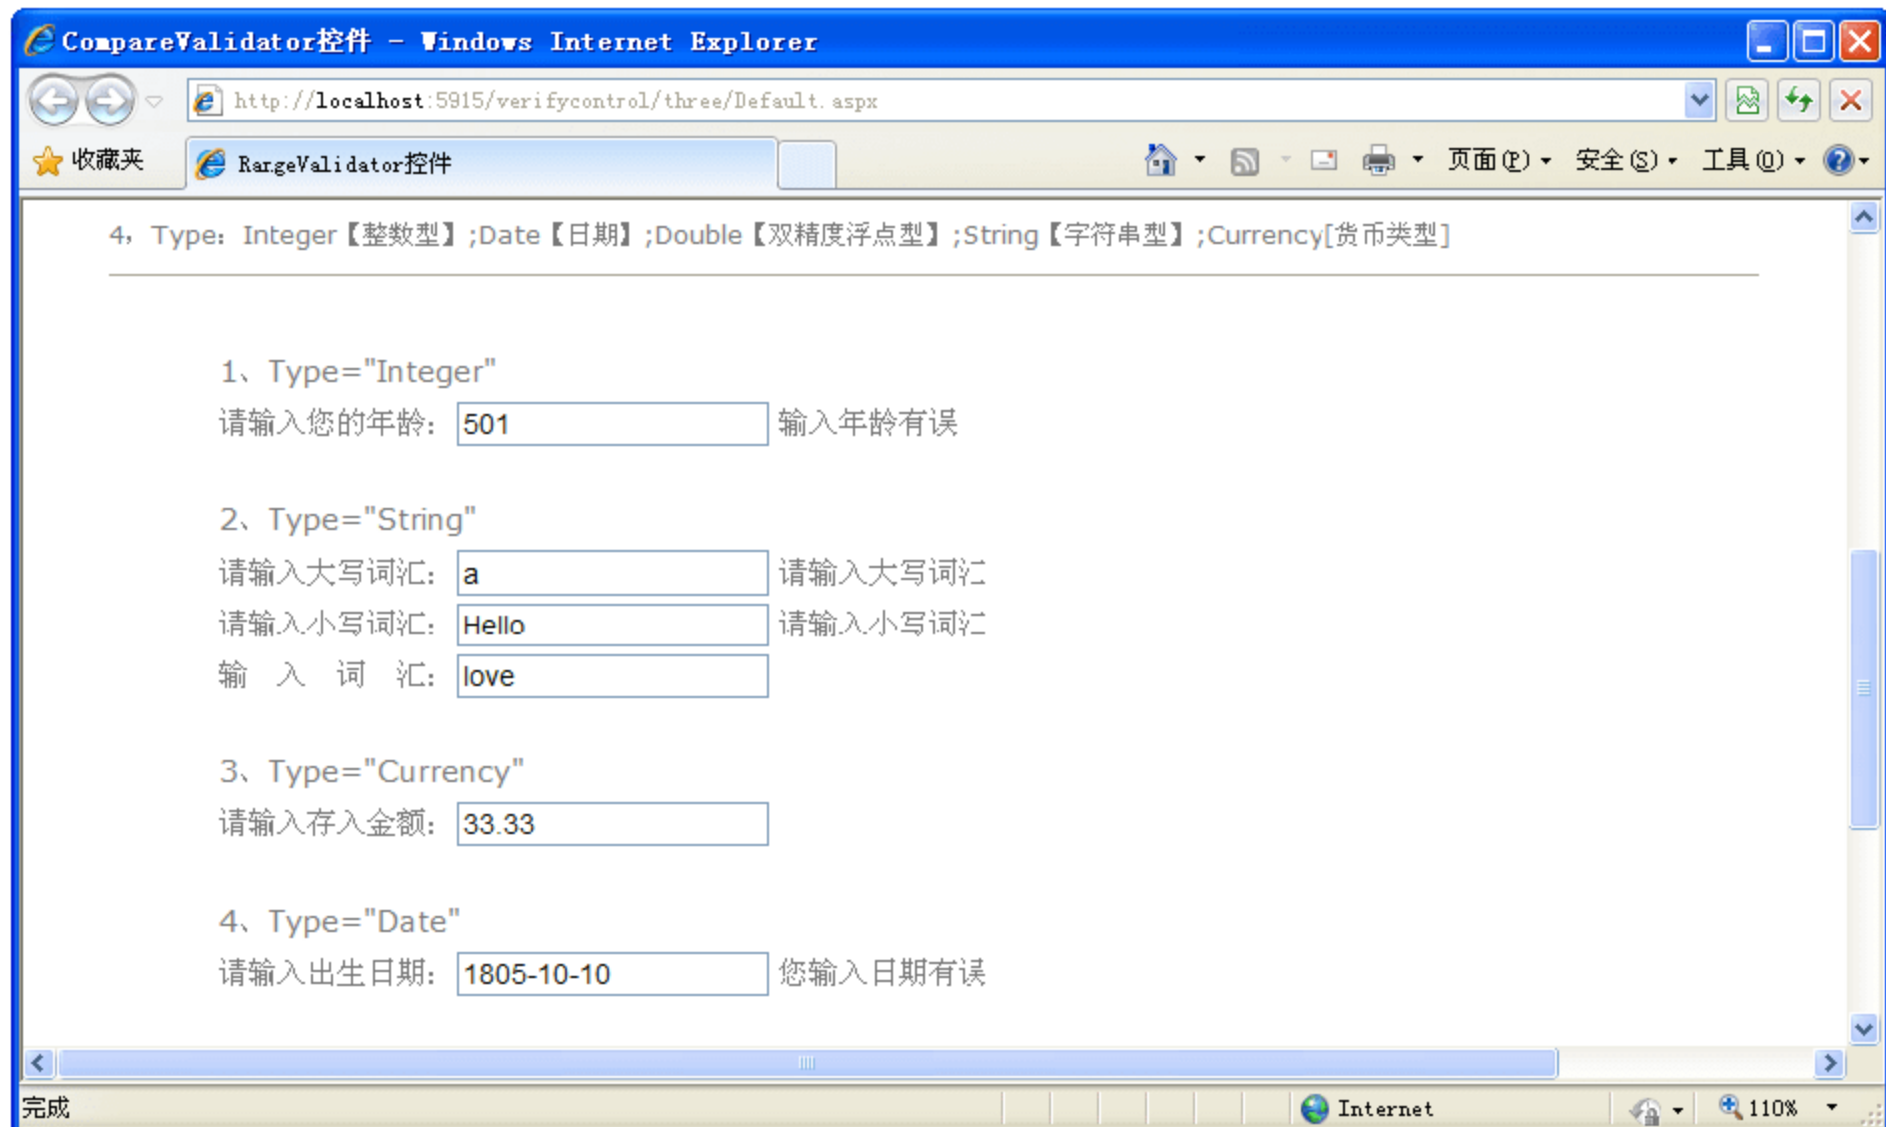 CompareValidator控件 - Windows Internet Explorer
http://localhost:5915/verifycontrol/three/Default.aspx
收藏夹 RangeValidator控件 页面(P) 安全(S) 工具(O)
4，Type：Integer【整数型】;Date【日期】;Double【双精度浮点型】;String【字符串型】;Currency[货币类型]
1、Type="Integer"
请输入您的年龄： 501 输入年龄有误
2、Type="String"
请输入大写词汇： a 请输入大写词汇
请输入小写词汇： Hello 请输入小写词汇
输 入 词 汇： love
3、Type="Currency"
请输入存入金额： 33.33
4、Type="Date"
请输入出生日期： 1805-10-10 您输入日期有误
完成 Internet 110%